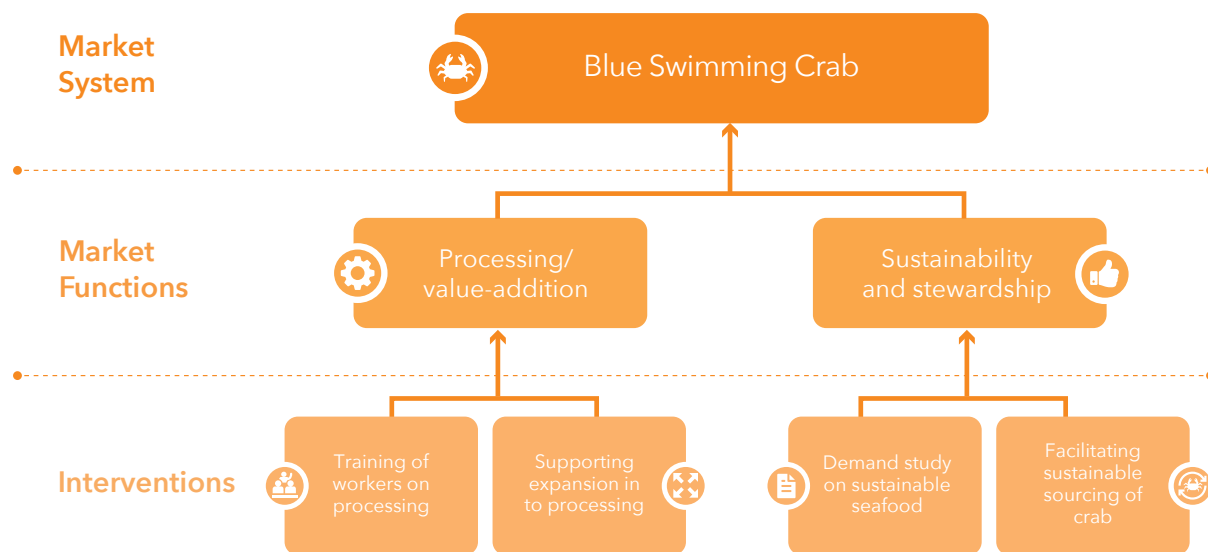 Market
System
Blue Swimming Crab
Market
Functions
Processing/
value-addition
Sustainability
and stewardship
Interventions
Training of
workers on
processing
Supporting
expansion in
to processing
Demand study
on sustainable
seafood
Facilitating
sustainable
sourcing of
crab